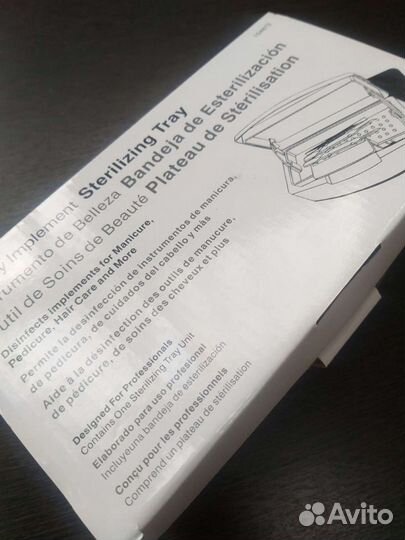 y Implement Sterilizing Tray
trumento de Belleza Bandeja de Esterilización
util de Soins de Beauté Plateau de Stérilisation
Disinfects Implements for Manicure,
Pedicure, Hair Care and More
Permite la desinfección de instrumentos de manicura,
de pedicura, de cuidados del cabello y más
Aide à la désinfection des outils de manucure,
de pédicure, de soins des cheveux et plus
Designed For Professionals
Contains One Sterilizing Tray Unit
Elaborado para uso profesional
Incluyeuna bandeja de esterilización
Conçu pour les professionnels
Comprend un plateau de stérilisation
Avito